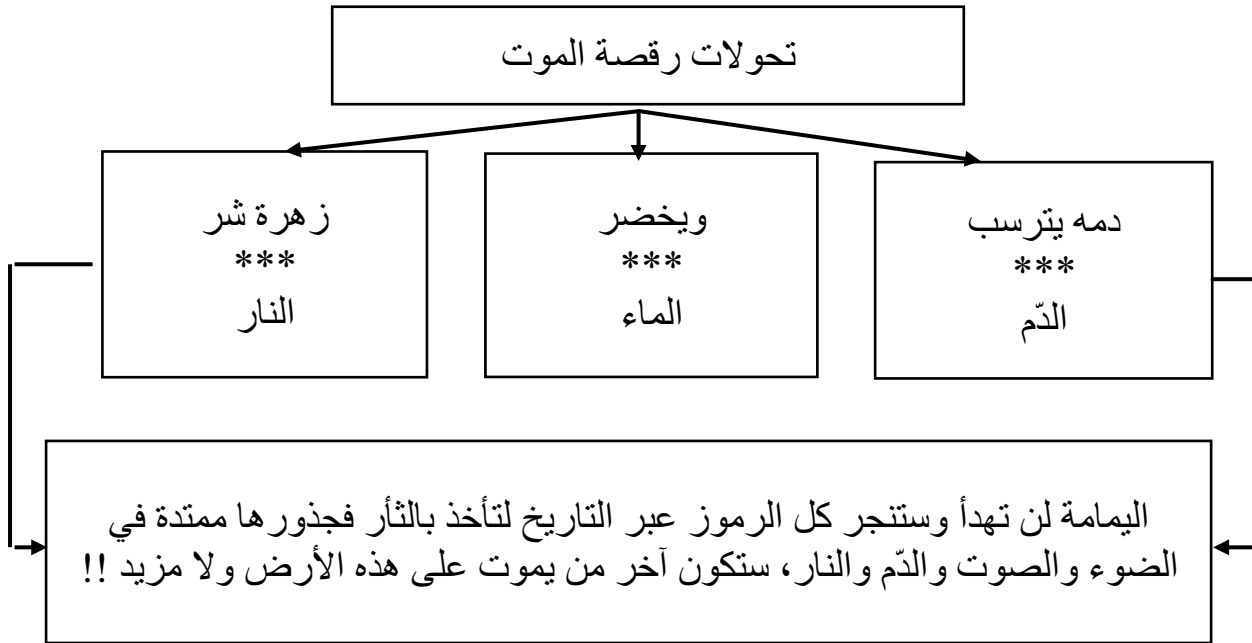 تحولات رقصة الموت
دمه يترسب
***
الدّم
ويخضر
***
الماء
زهرة شر
***
النار
اليمامة لن تهدأ وستنجر كل الرموز عبر التاريخ لتأخذ بالثأر فجذورها ممتدة في
الضوء والصوت والدّم والنار، ستكون آخر من يموت على هذه الأرض ولا مزيد !!